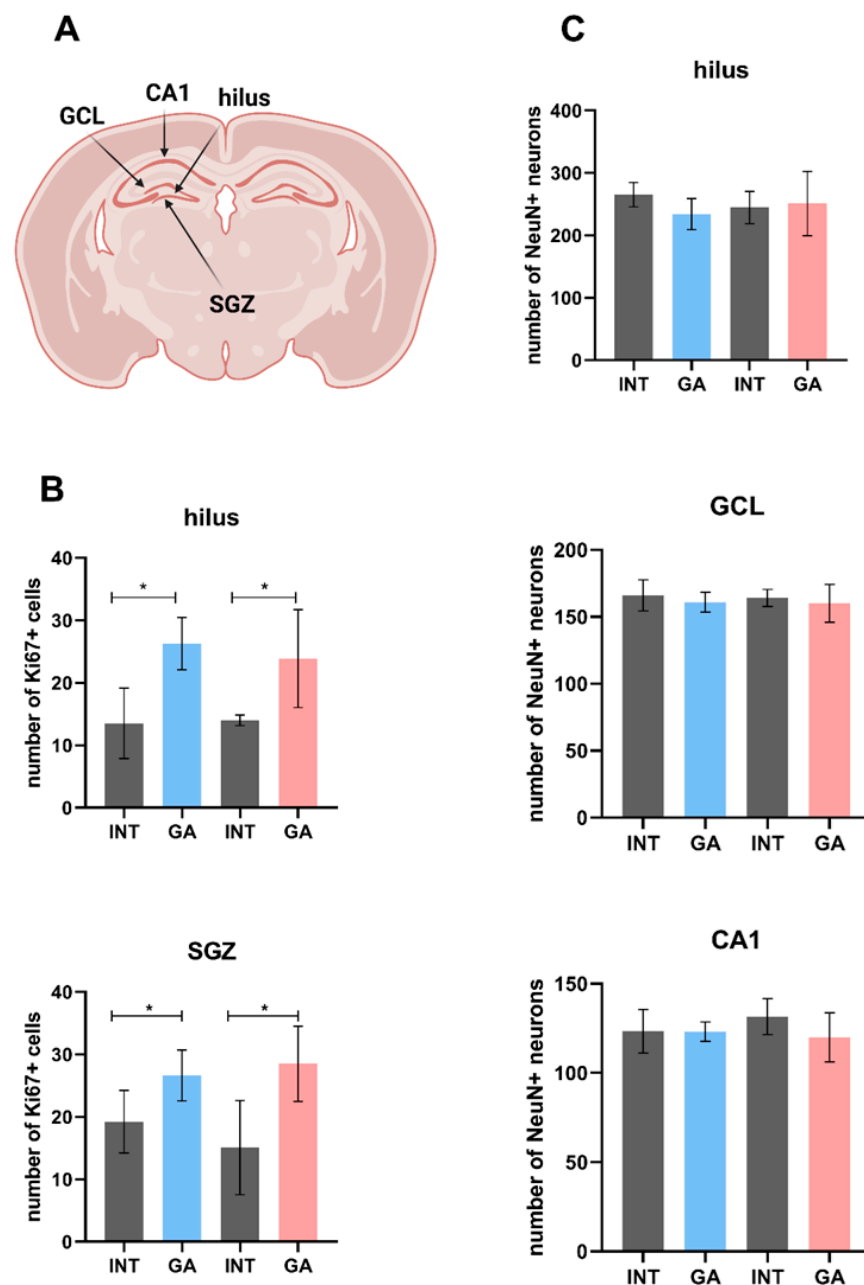 A
CA1
hilus
GCL
SGZ
B
hilus
number of Ki67+ cells
40
30
20
10
0
*
*
INT GA INT GA
SGZ
number of Ki67+ cells
40
30
20
10
0
*
*
INT GA INT GA
C
hilus
number of NeuN+ neurons
400
300
200
100
0
INT GA INT GA
GCL
number of NeuN+ neurons
200
150
100
50
0
INT GA INT GA
CA1
number of NeuN+ neurons
150
100
50
0
INT GA INT GA